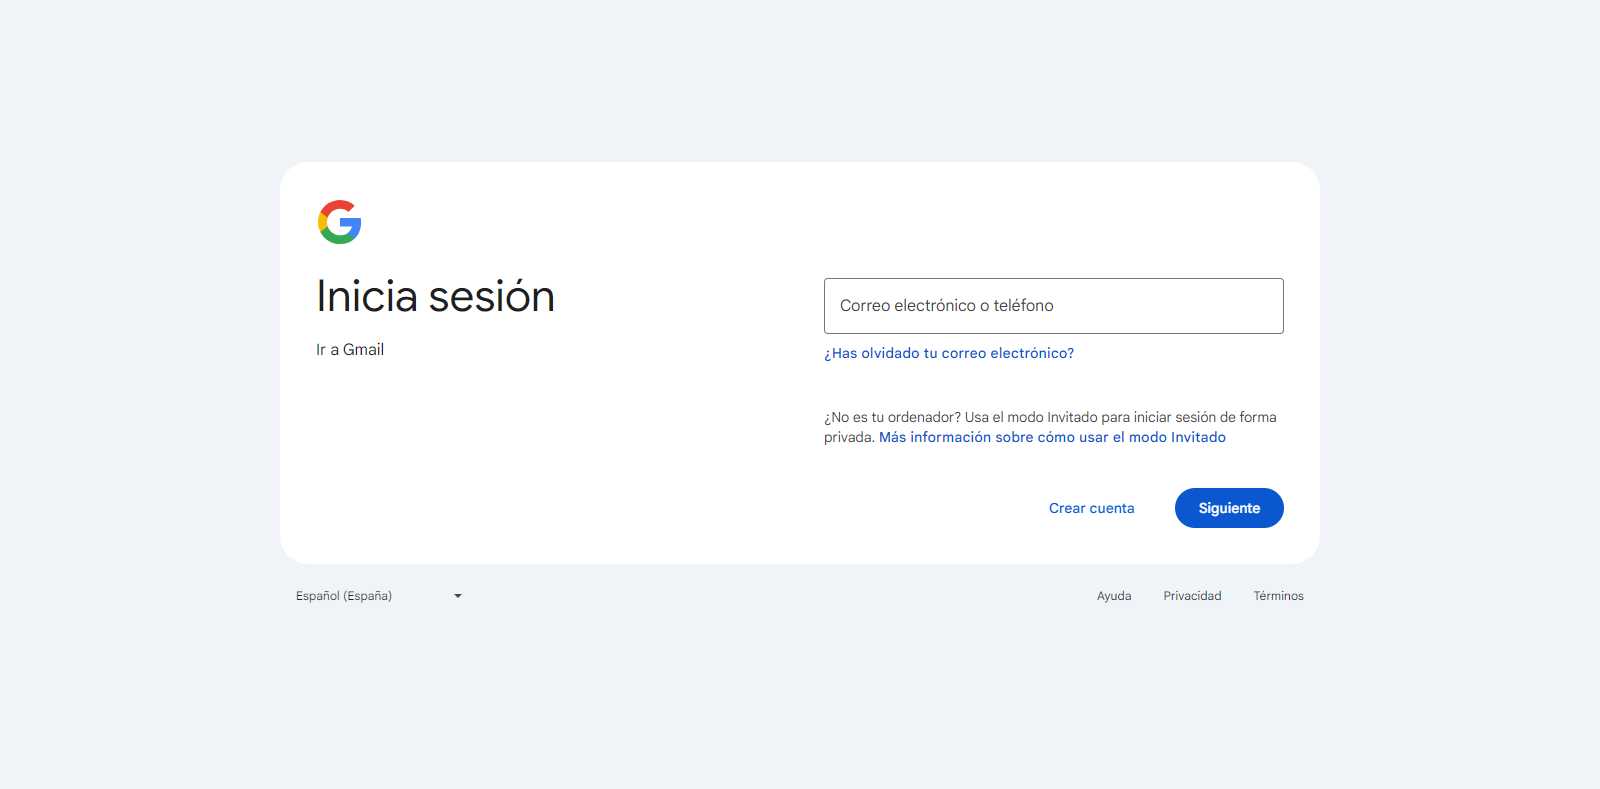 Inicia sesión
Ir a Gmail
Correo electrónico o teléfono
¿Has olvidado tu correo electrónico?
¿No es tu ordenador? Usa el modo Invitado para iniciar sesión de forma
privada. Más información sobre cómo usar el modo Invitado
Crear cuenta
Siguiente
Español (España)
Ayuda
Privacidad
Términos